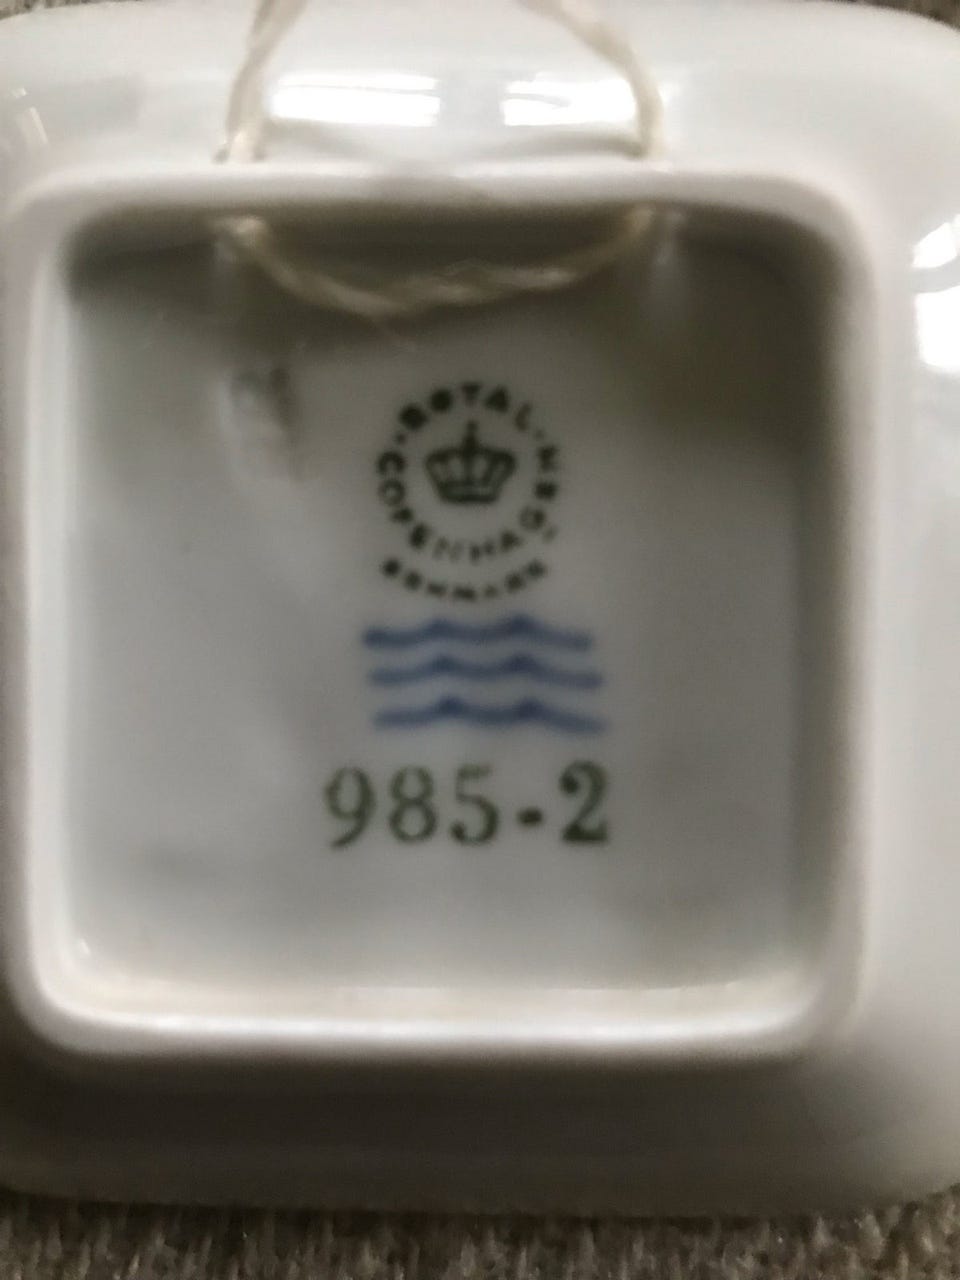 ROYAL
COPENHAGEN
DENMARK
985-2